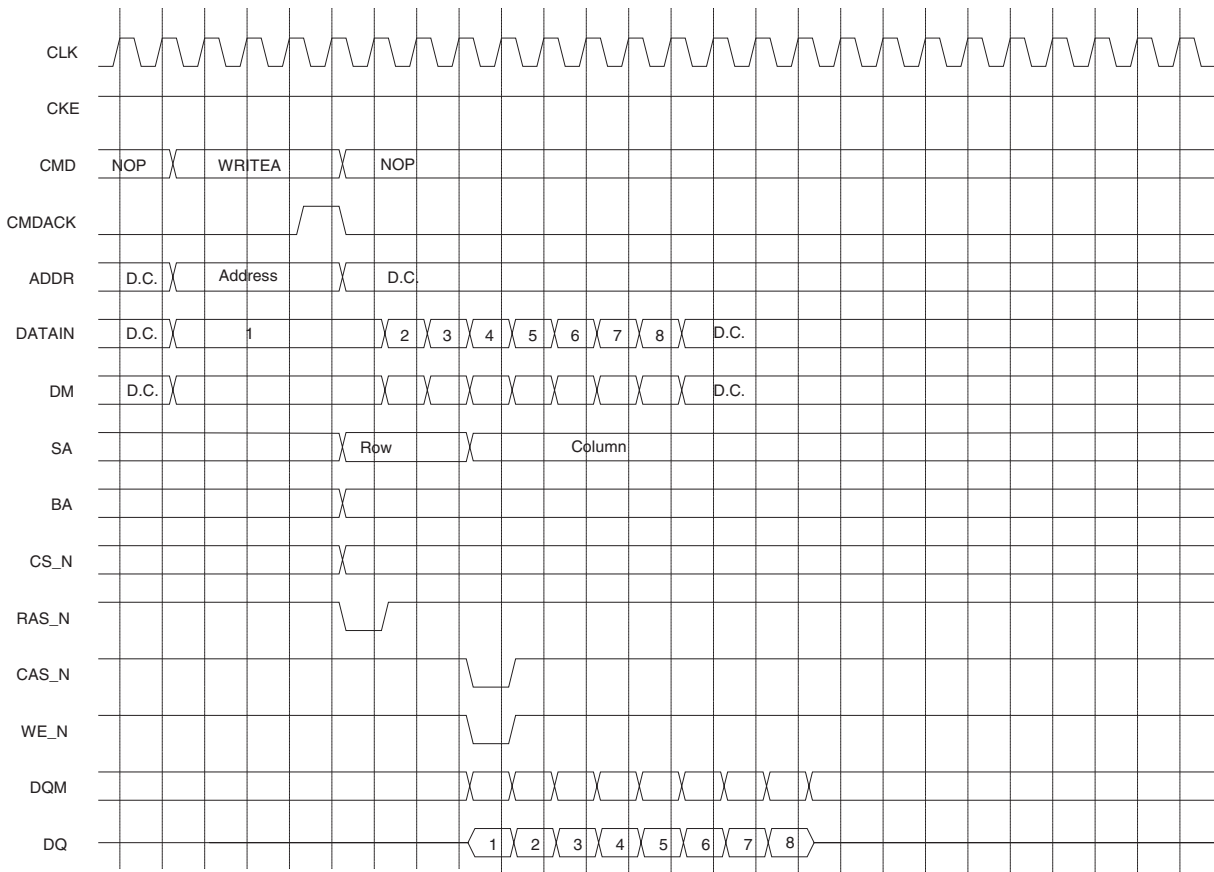 CLK
CKE
CMD NOP WRITEA NOP
CMDACK
ADDR D.C. Address D.C.
DATAIN D.C. 1 2 3 4 5 6 7 8 D.C.
DM D.C. D.C.
SA Row Column
BA
CS_N
RAS_N
CAS_N
WE_N
DQM
DQ 1 2 3 4 5 6 7 8